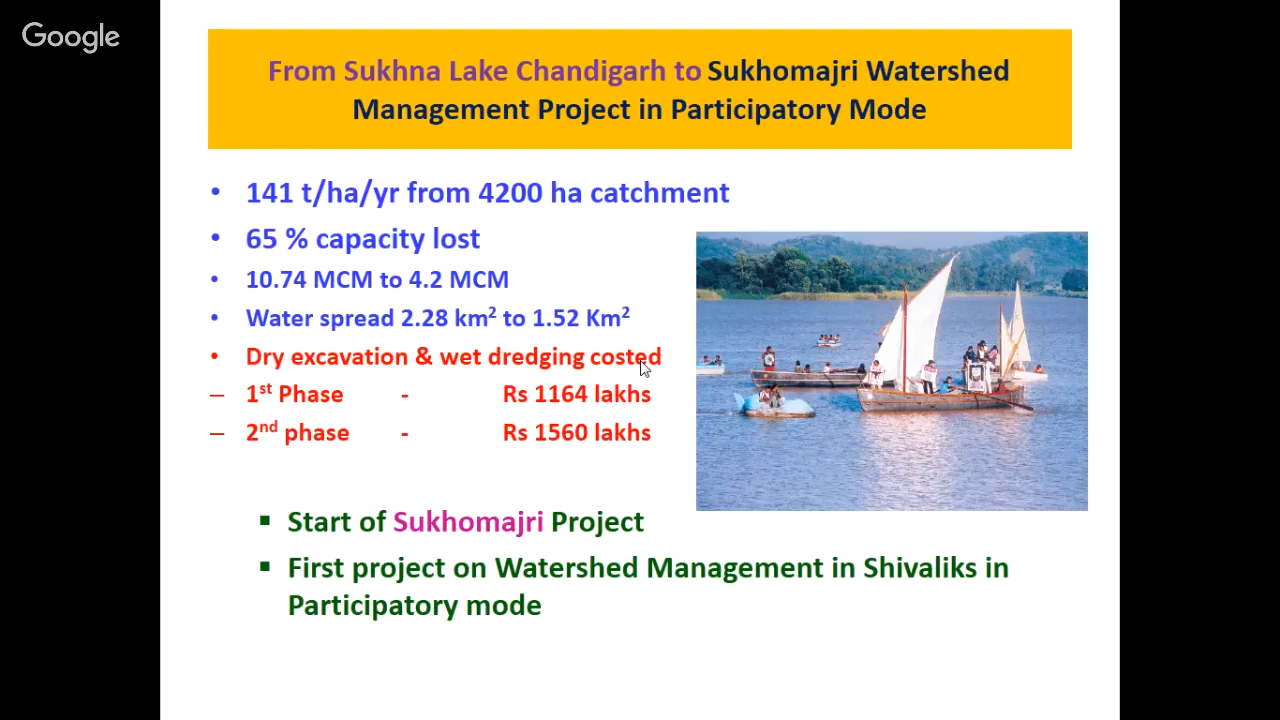 Google
From Sukhna Lake Chandigarh to Sukhomajri Watershed
Management Project in Participatory Mode
• 141 t/ha/yr from 4200 ha catchment
• 65 % capacity lost
• 10.74 MCM to 4.2 MCM
• Water spread 2.28 km² to 1.52 Km²
• Dry excavation & wet dredging costed
– 1st Phase - Rs 1164 lakhs
– 2nd phase - Rs 1560 lakhs
▪ Start of Sukhomajri Project
▪ First project on Watershed Management in Shivaliks in
Participatory mode